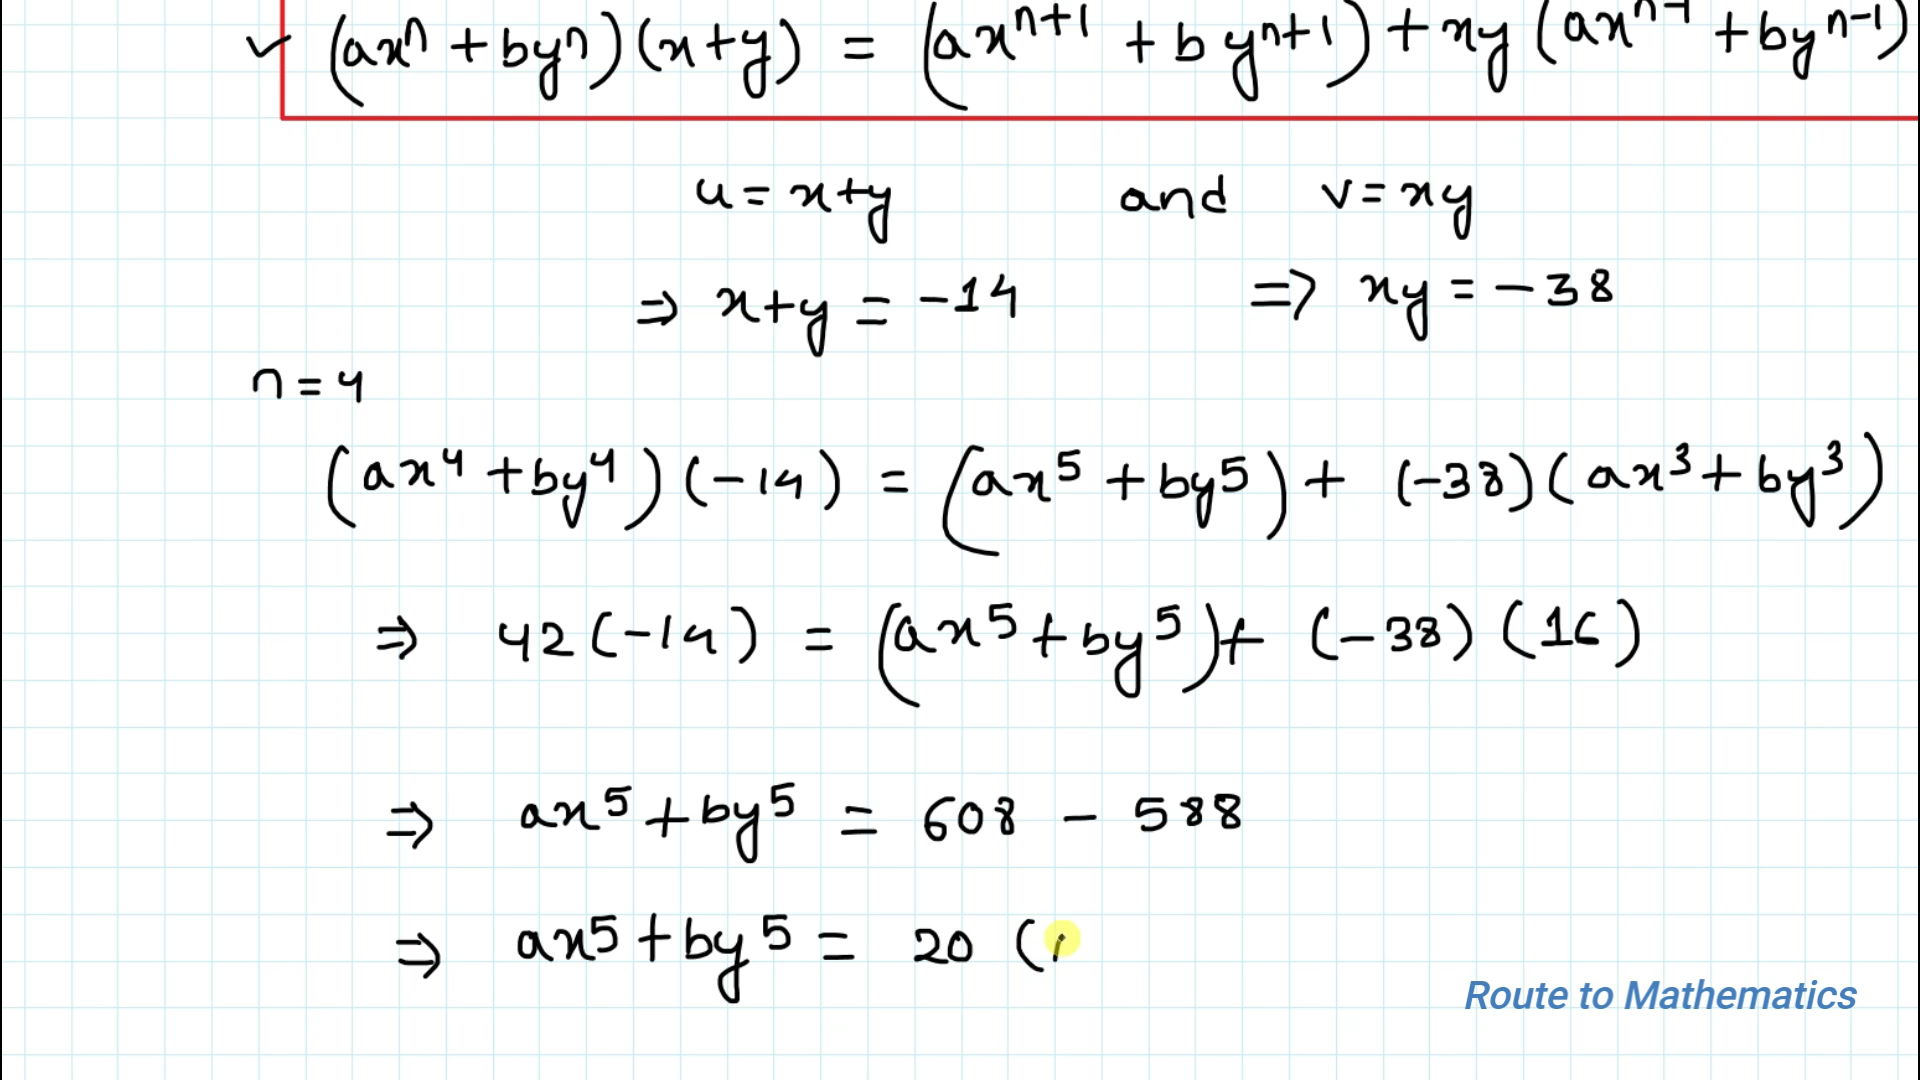 ✓ (axⁿ + byⁿ)(x+y) = (axⁿ⁺¹ + byⁿ⁺¹) + xy(axⁿ⁻¹ + byⁿ⁻¹)
u = x+y and v = xy
⇒ x+y = -14 ⇒ xy = -38
n = 4
(ax⁴ + by⁴)(-14) = (ax⁵ + by⁵) + (-38)(ax³ + by³)
⇒ 42(-14) = (ax⁵ + by⁵) + (-38)(16)
⇒ ax⁵ + by⁵ = 608 - 588
⇒ ax⁵ + by⁵ = 20 (
Route to Mathematics